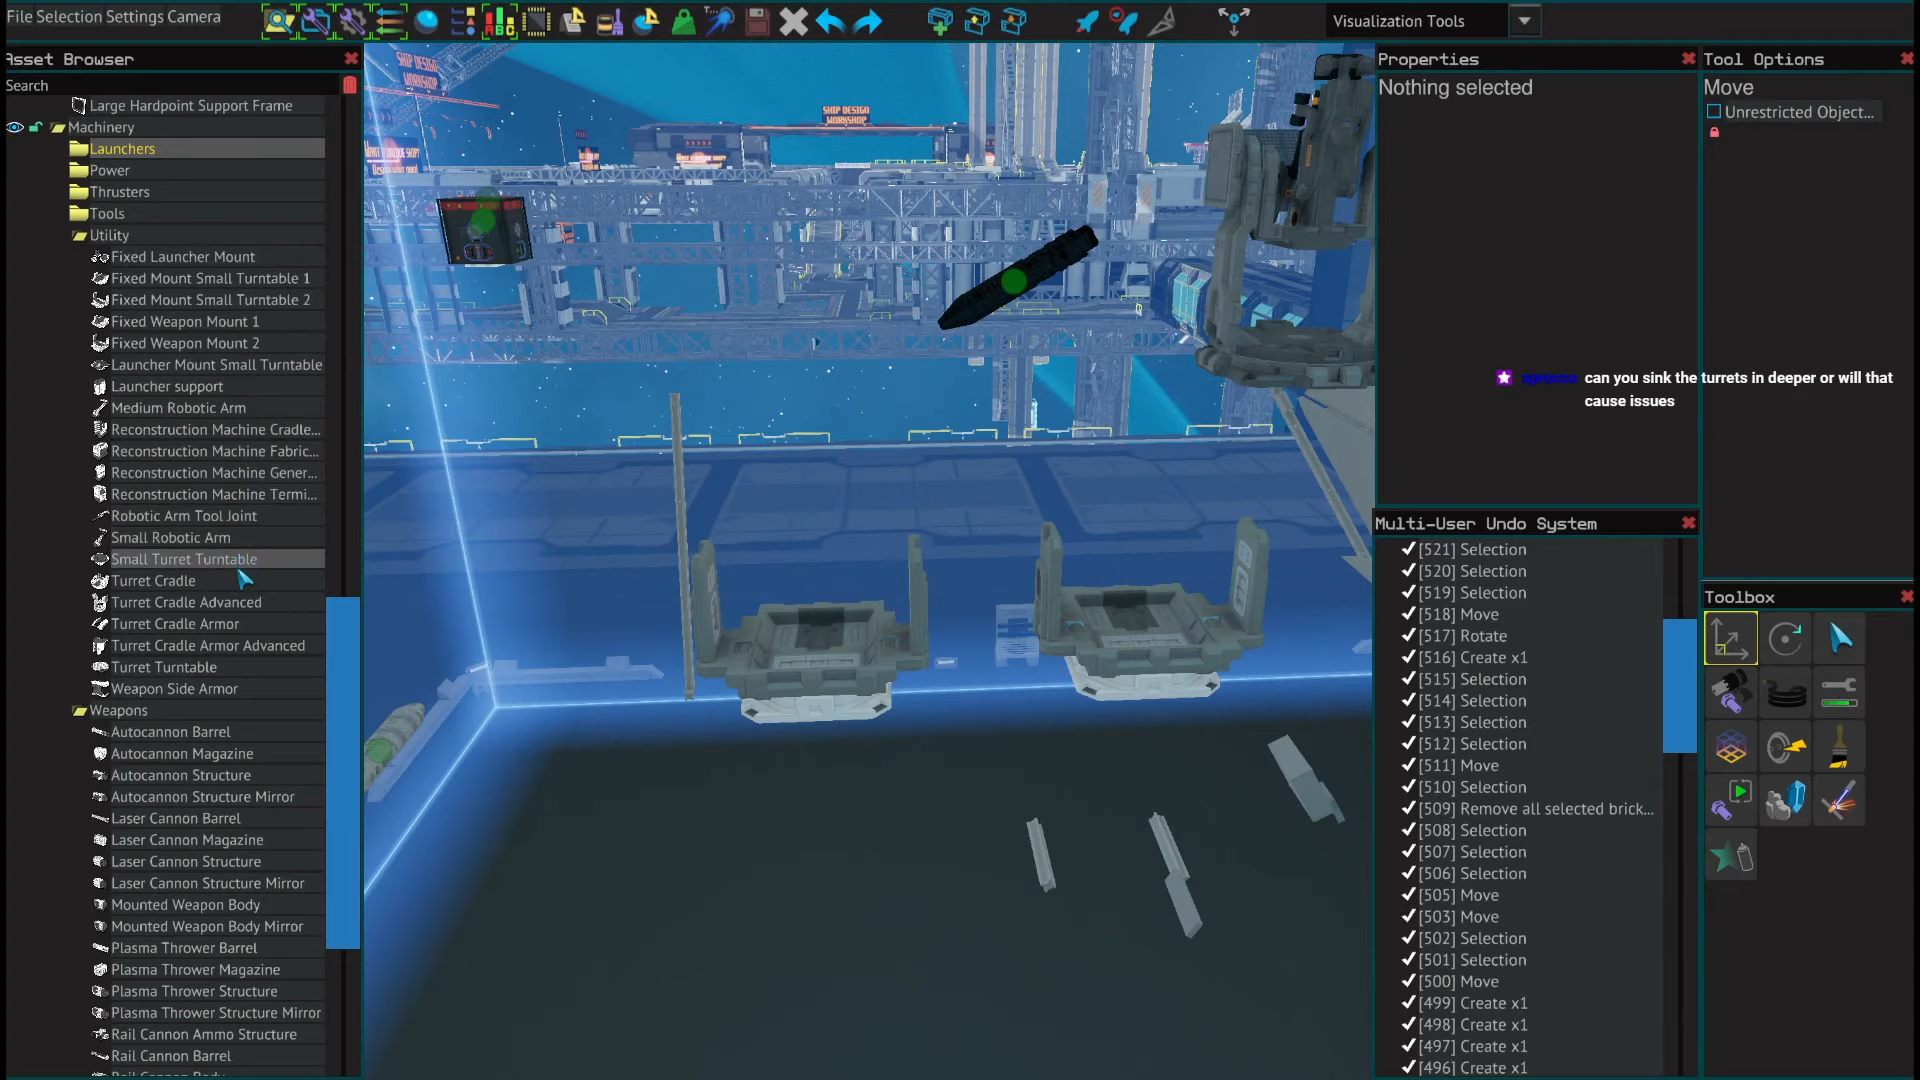 File Selection Settings Camera
Visualization Tools
Asset Browser
Search
Large Hardpoint Support Frame
Machinery
Launchers
Power
Thrusters
Tools
Utility
Fixed Launcher Mount
Fixed Mount Small Turntable 1
Fixed Mount Small Turntable 2
Fixed Weapon Mount 1
Fixed Weapon Mount 2
Launcher Mount Small Turntable
Launcher support
Medium Robotic Arm
Reconstruction Machine Cradle...
Reconstruction Machine Fabric...
Reconstruction Machine Gener...
Reconstruction Machine Termi...
Robotic Arm Tool Joint
Small Robotic Arm
Small Turret Turntable
Turret Cradle
Turret Cradle Advanced
Turret Cradle Armor
Turret Cradle Armor Advanced
Turret Turntable
Weapon Side Armor
Weapons
Autocannon Barrel
Autocannon Magazine
Autocannon Structure
Autocannon Structure Mirror
Laser Cannon Barrel
Laser Cannon Magazine
Laser Cannon Structure
Laser Cannon Structure Mirror
Mounted Weapon Body
Mounted Weapon Body Mirror
Plasma Thrower Barrel
Plasma Thrower Magazine
Plasma Thrower Structure
Plasma Thrower Structure Mirror
Rail Cannon Ammo Structure
Rail Cannon Barrel
SHIP DESIGN
WORKSHOP
SHIP DESIGN
WORKSHOP
Properties
Nothing selected
Tool Options
Move
Unrestricted Object...
can you sink the turrets in deeper or will that
cause issues
Multi-User Undo System
[521] Selection
[520] Selection
[519] Selection
[518] Move
[517] Rotate
[516] Create x1
[515] Selection
[514] Selection
[513] Selection
[512] Selection
[511] Move
[510] Selection
[509] Remove all selected brick...
[508] Selection
[507] Selection
[506] Selection
[505] Move
[503] Move
[502] Selection
[501] Selection
[500] Move
[499] Create x1
[498] Create x1
[497] Create x1
[496] Create x1
Toolbox